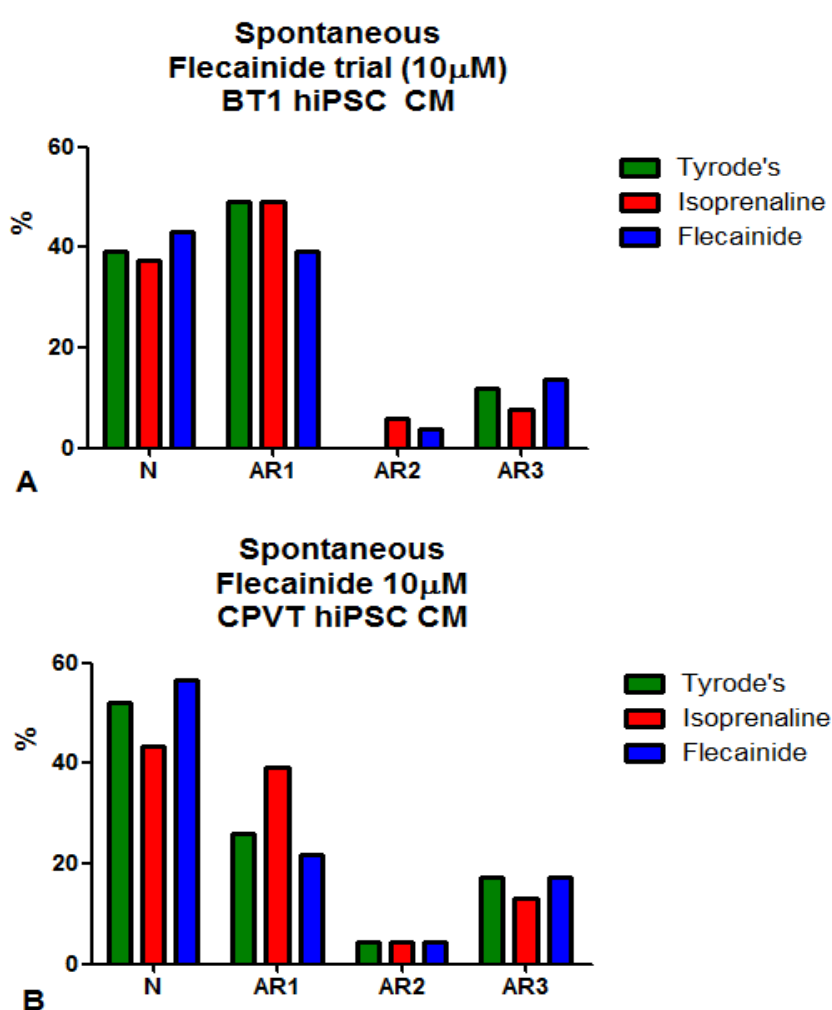 Spontaneous
Flecainide trial (10μM)
BT1 hiPSC CM
60
40
20
0
%
N AR1 AR2 AR3
Tyrode's
Isoprenaline
Flecainide
A
Spontaneous
Flecainide 10μM
CPVT hiPSC CM
60
40
20
0
%
N AR1 AR2 AR3
Tyrode's
Isoprenaline
Flecainide
B